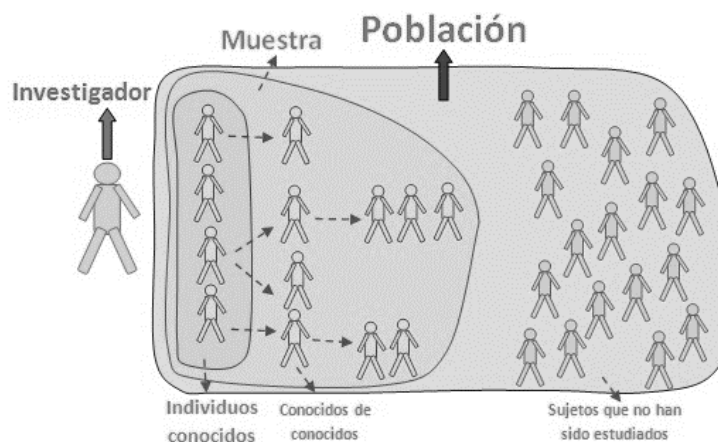 Población
Muestra
Investigador
Individuos
conocidos
Conocidos de
conocidos
Sujetos que no han
sido estudiados